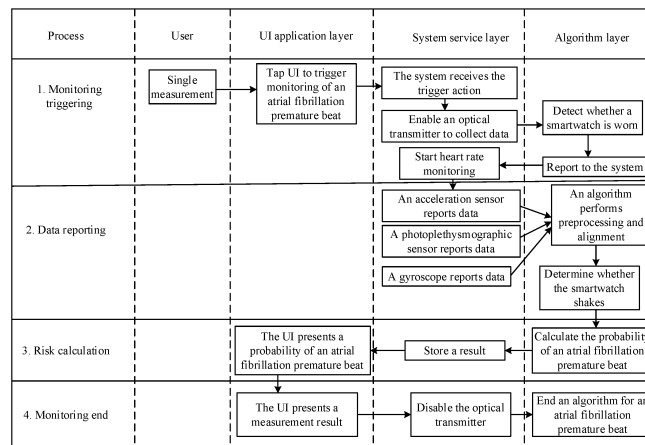 Process
User
UI application layer
System service layer
Algorithm layer
1. Monitoring
triggering
Single
measurement
Tap UI to trigger
monitoring of an
atrial fibrillation
premature beat
The system receives the
trigger action
Enable an optical
transmitter to collect data
Detect whether a
smartwatch is worn
Start heart rate
monitoring
Report to the system
2. Data reporting
An acceleration sensor
reports data
A photoplethysmographic
sensor reports data
A gyroscope reports data
An algorithm
performs
preprocessing and
alignment
Determine whether
the smartwatch
shakes
3. Risk calculation
The UI presents a
probability of an atrial
fibrillation premature beat
Store a result
Calculate the probability
of an atrial fibrillation
premature beat
4. Monitoring end
The UI presents a
measurement result
Disable the optical
transmitter
End an algorithm for an
atrial fibrillation
premature beat